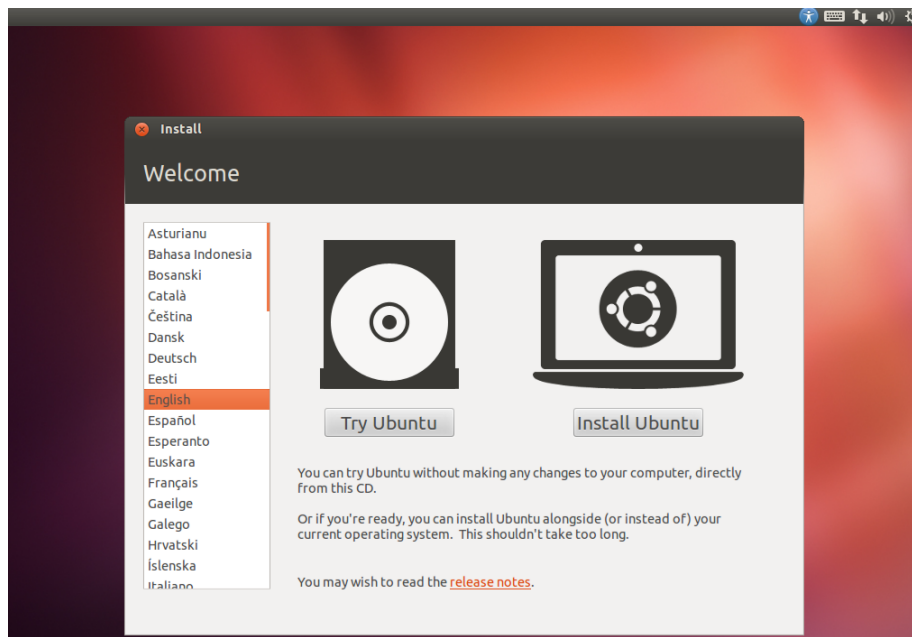 Install
Welcome
Asturianu
Bahasa Indonesia
Bosanski
Català
Čeština
Dansk
Deutsch
Eesti
English
Español
Esperanto
Euskara
Français
Gaeilge
Galego
Hrvatski
Íslenska
Italiano
Try Ubuntu
Install Ubuntu
You can try Ubuntu without making any changes to your computer, directly
from this CD.
Or if you're ready, you can install Ubuntu alongside (or instead of) your
current operating system. This shouldn't take too long.
You may wish to read the release notes.